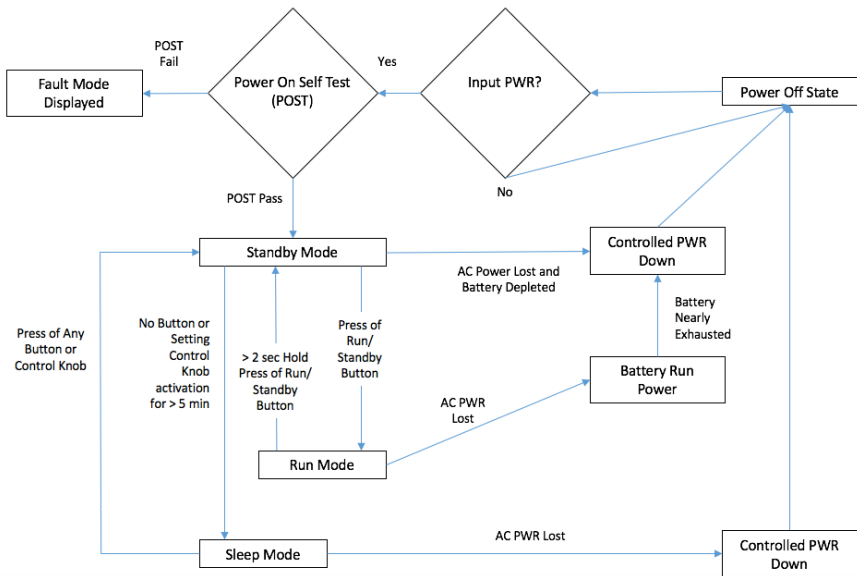 POST
Fail
Fault Mode
Displayed
Power On Self Test
(POST)
Yes
Input PWR?
Power Off State
No
POST Pass
Standby Mode
Controlled PWR
Down
AC Power Lost and
Battery Depleted
Press of Any
Button or
Control Knob
No Button or
Setting
Control
Knob
activation
for > 5 min
> 2 sec Hold
Press of Run/
Standby
Button
Press of
Run/
Standby
Button
Battery
Nearly
Exhausted
Battery Run
Power
AC PWR
Lost
Run Mode
Sleep Mode
AC PWR Lost
Controlled PWR
Down